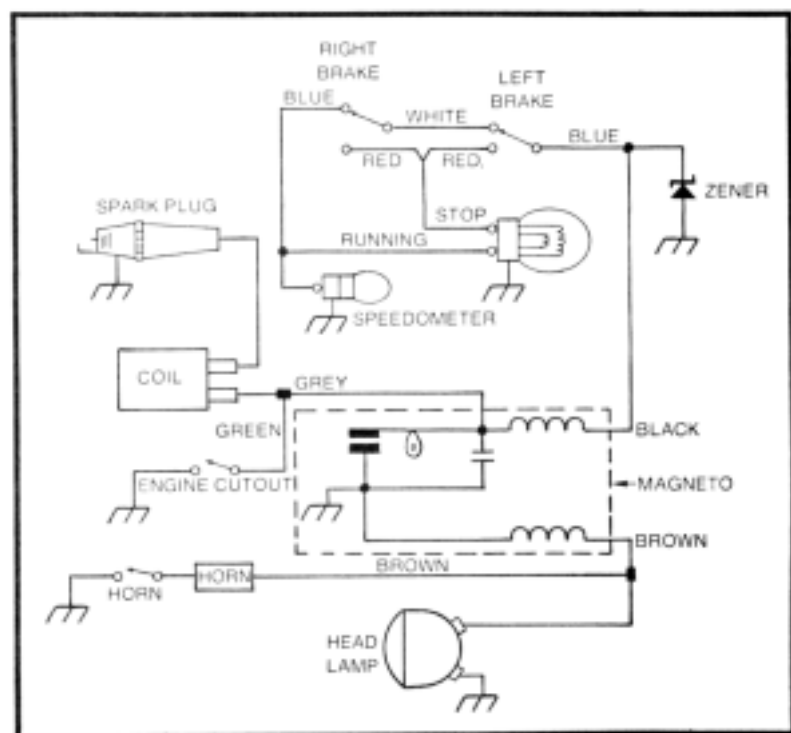 RIGHT
BRAKE
LEFT
BRAKE
BLUE
WHITE
BLUE
RED
RED.
ZENER
SPARK PLUG
STOP
RUNNING
SPEEDOMETER
COIL
GREY
GREEN
BLACK
ENGINE CUTOUT
MAGNETO
BROWN
BROWN
HORN
HORN
HEAD
LAMP